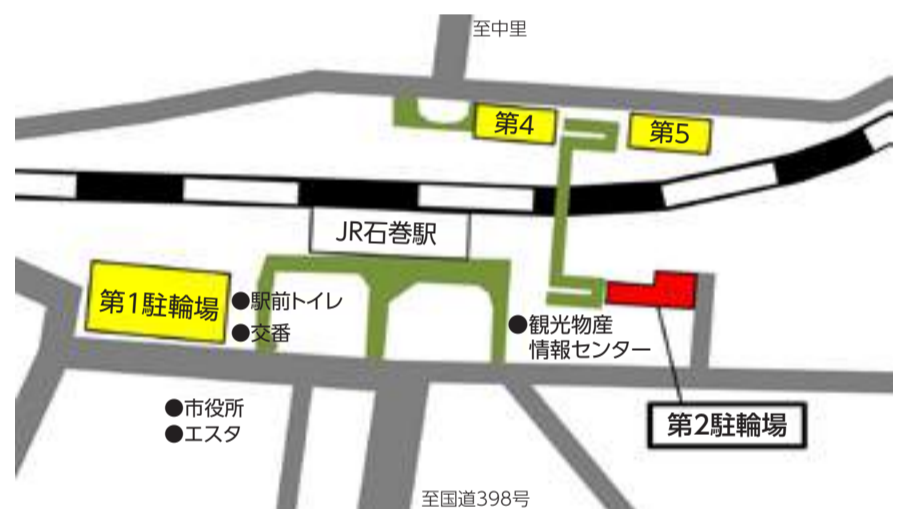 至中里
第4
第5
JR石巻駅
第1駐輪場
●駅前トイレ
●交番
●観光物産
情報センター
●市役所
●エスタ
第2駐輪場
至国道398号